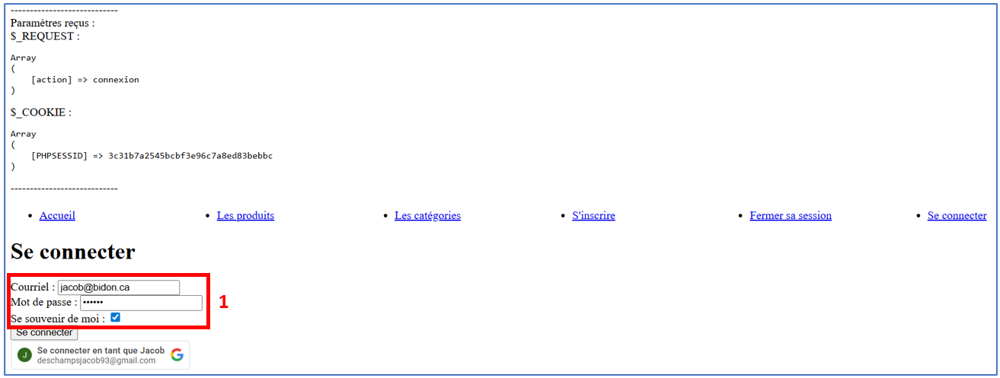 ----------------------------
Paramètres reçus :
$_REQUEST :
Array
(
[action] => connexion
)
$_COOKIE :
Array
(
[PHPSESSID] => 3c31b7a2545bcbf3e96c7a8ed83bebbc
)
----------------------------
Accueil Les produits Les catégories S'inscrire Fermer sa session Se connecter
Se connecter
Courriel : jacob@bidon.ca
Mot de passe : ••••••
1
Se souvenir de moi :
Se connecter
J Se connecter en tant que Jacob G
deschampsjacob93@gmail.com